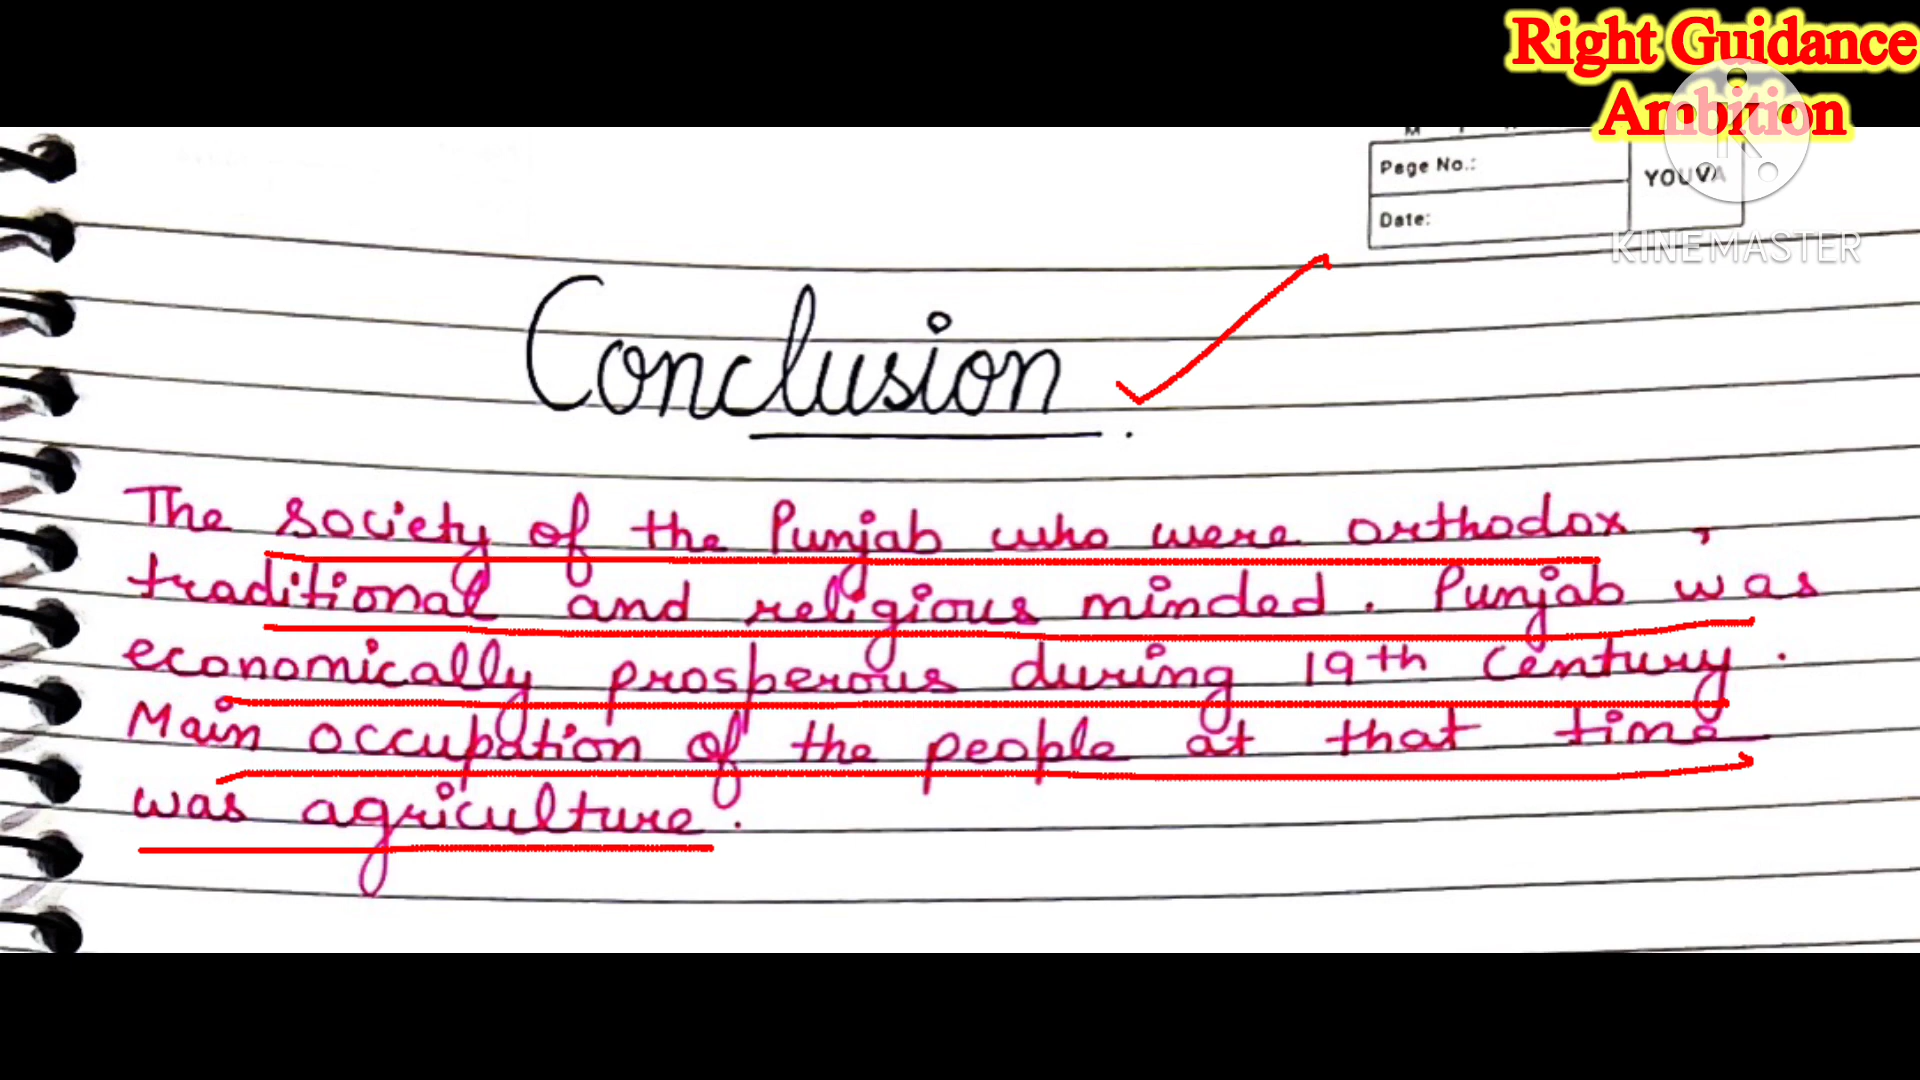 Right Guidance
Ambition
Page No.:
YOUVA
Date:
KINEMASTER
Conclusion
The society of the Punjab who were orthodox,
traditional and religious minded. Punjab was
economically prosperous during 19th Century.
Main occupation of the people at that time
was agriculture.